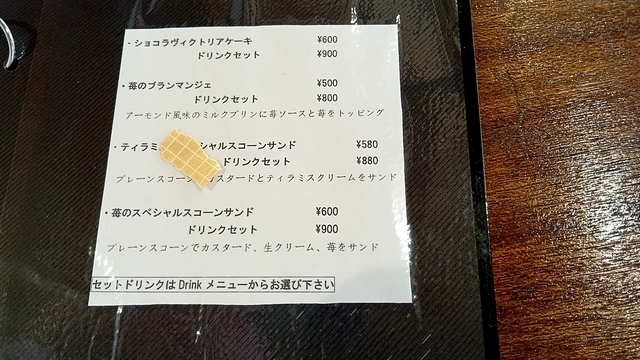 ・ショコラヴィクトリアケーキ ¥600
ドリンクセット ¥900
・苺のブランマンジェ ¥500
ドリンクセット ¥800
アーモンド風味のミルクプリンに苺ソースと苺をトッピング
・ティラミ シャルスコーンサンド ¥580
ドリンクセット ¥880
プレーンスコーン カスタードとティラミスクリームをサンド
・苺のスペシャルスコーンサンド ¥600
ドリンクセット ¥900
プレーンスコーンでカスタード、生クリーム、苺をサンド
セットドリンクは Drink メニューからお選び下さい